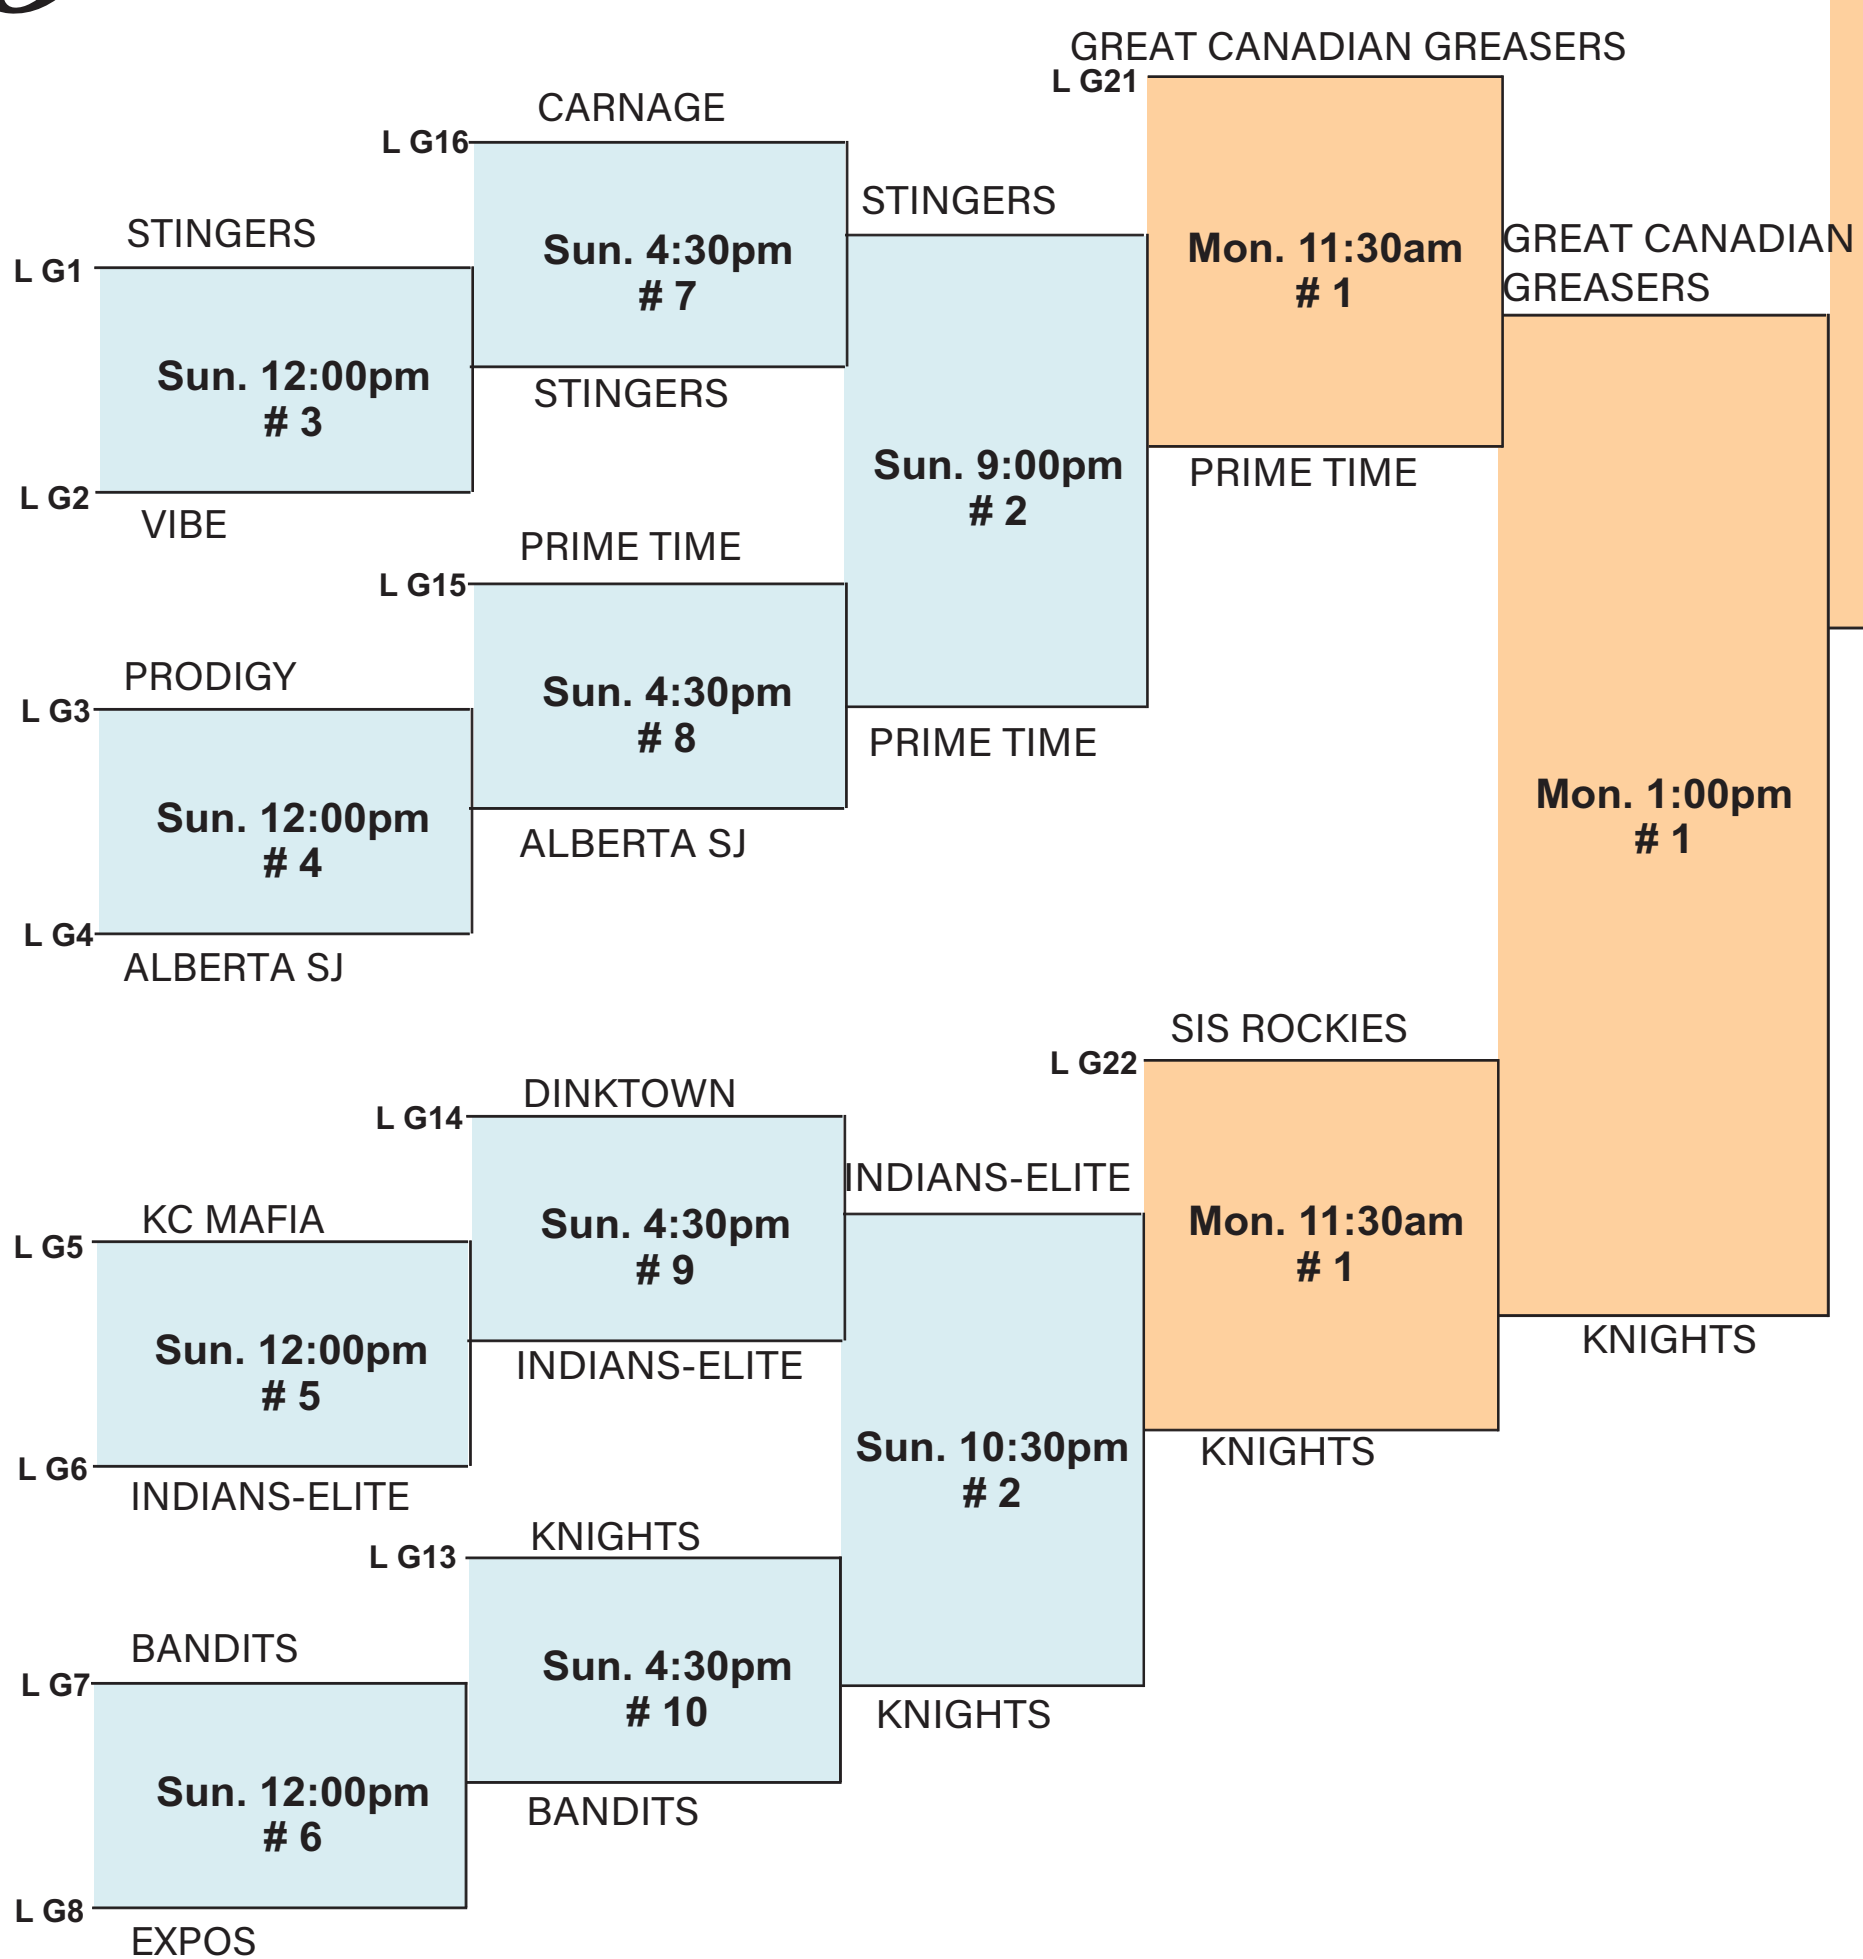 GREAT CANADIAN GREASERS
L G21
CARNAGE
L G16
STINGERS
STINGERS
L G1
Sun. 4:30pm
# 7
Mon. 11:30am
# 1
GREAT CANADIAN
GREASERS
Sun. 12:00pm
# 3
STINGERS
L G2
VIBE
Sun. 9:00pm
# 2
PRIME TIME
PRIME TIME
L G15
PRODIGY
L G3
Sun. 4:30pm
# 8
PRIME TIME
Sun. 12:00pm
# 4
ALBERTA SJ
Mon. 1:00pm
# 1
L G4
ALBERTA SJ
SIS ROCKIES
L G22
DINKTOWN
L G14
INDIANS-ELITE
KC MAFIA
L G5
Sun. 4:30pm
# 9
Mon. 11:30am
# 1
Sun. 12:00pm
# 5
INDIANS-ELITE
KNIGHTS
L G6
INDIANS-ELITE
Sun. 10:30pm
# 2
KNIGHTS
KNIGHTS
L G13
BANDITS
L G7
Sun. 4:30pm
# 10
KNIGHTS
Sun. 12:00pm
# 6
BANDITS
L G8
EXPOS